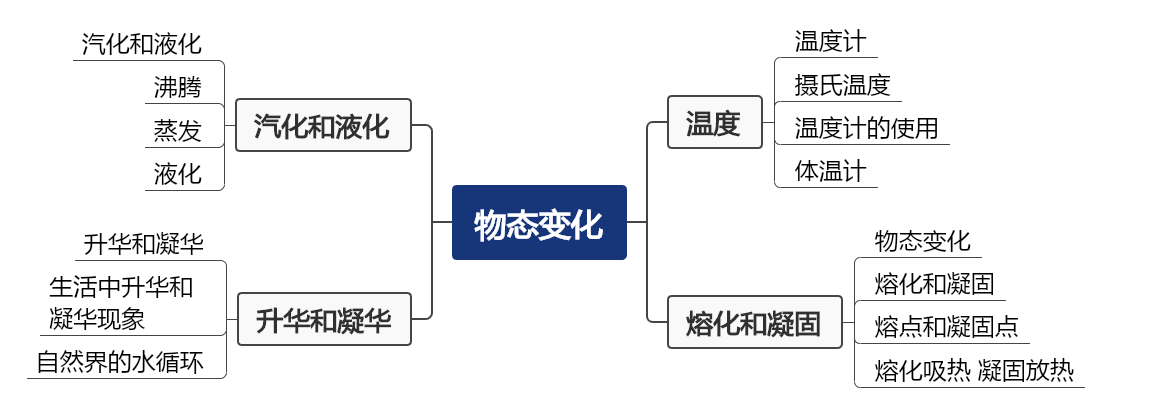 物态变化
温度
温度计
摄氏温度
温度计的使用
体温计
熔化和凝固
物态变化
熔化和凝固
熔点和凝固点
熔化吸热 凝固放热
汽化和液化
汽化和液化
沸腾
蒸发
液化
升华和凝华
升华和凝华
生活中升华和
凝华现象
自然界的水循环